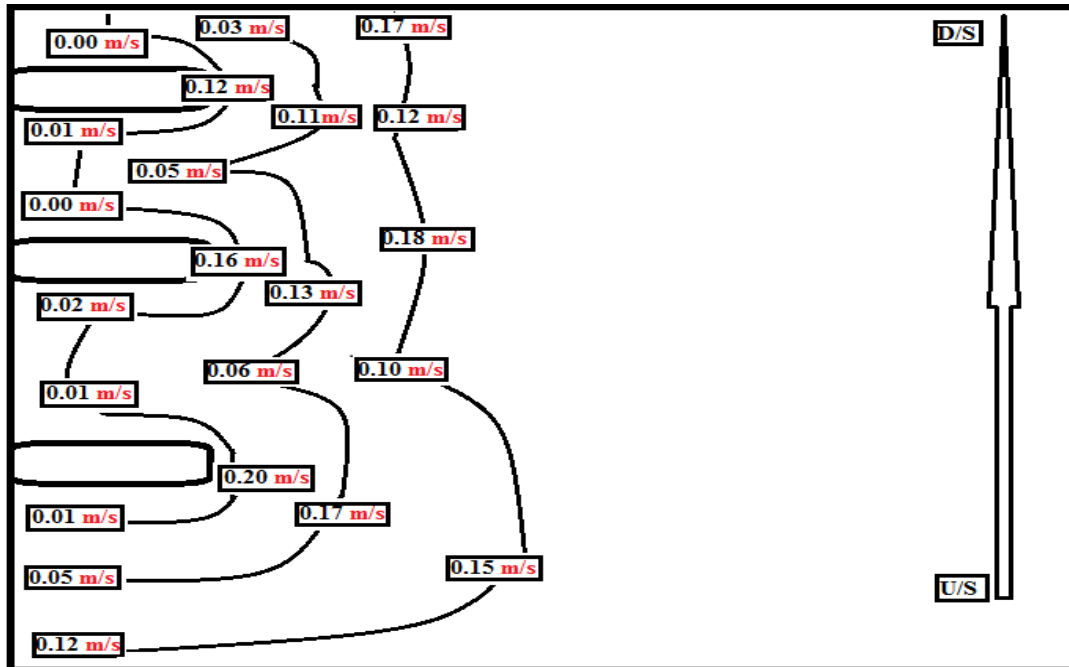 0.03 m/s
0.17 m/s
D/S
0.00 m/s
0.12 m/s
0.11m/s
0.12 m/s
0.01 m/s
0.05 m/s
0.00 m/s
0.18 m/s
0.16 m/s
0.13 m/s
0.02 m/s
0.06 m/s
0.10 m/s
0.01 m/s
0.20 m/s
0.01 m/s
0.17 m/s
0.05 m/s
0.15 m/s
U/S
0.12 m/s